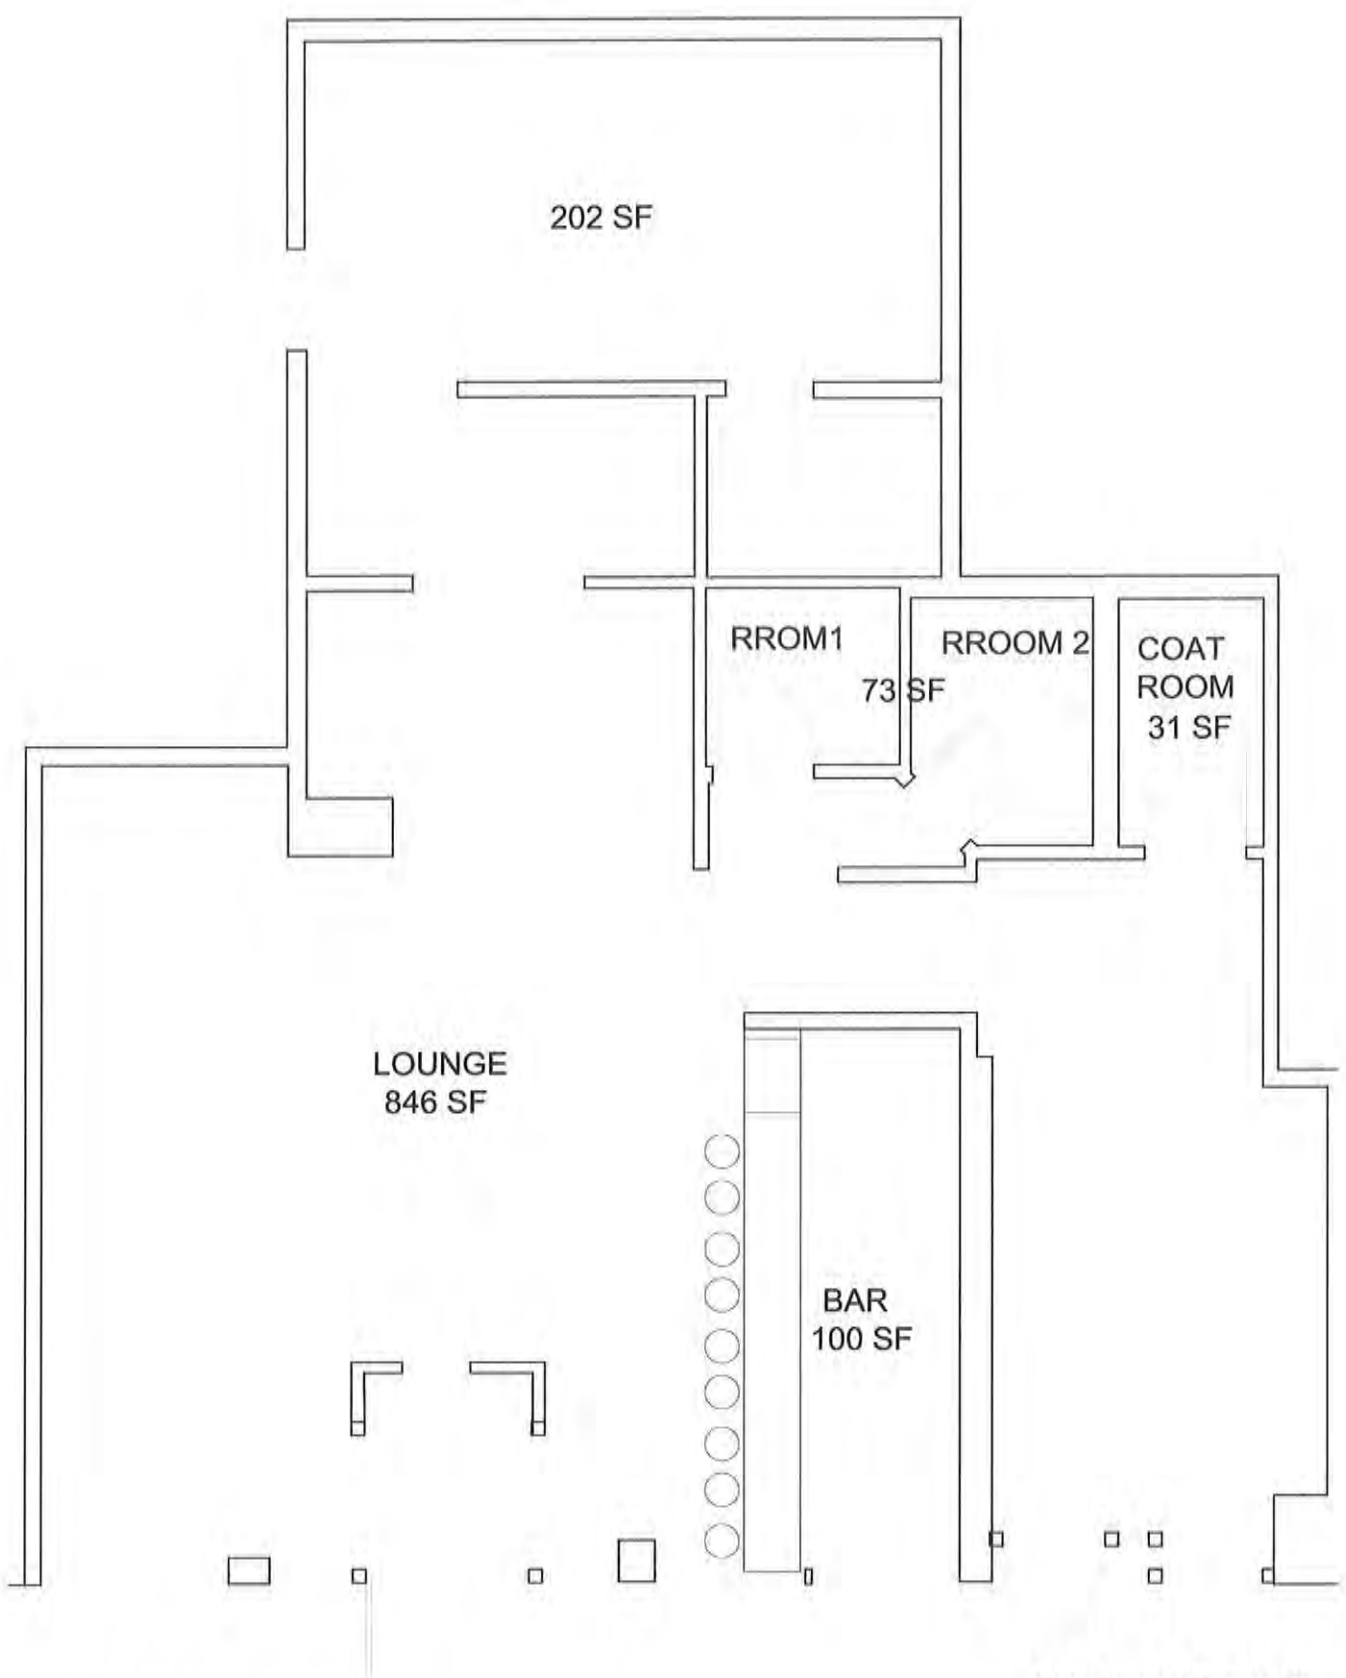 202 SF
RROM1
RROOM 2
73 SF
COAT
ROOM
31 SF
LOUNGE
846 SF
BAR
100 SF